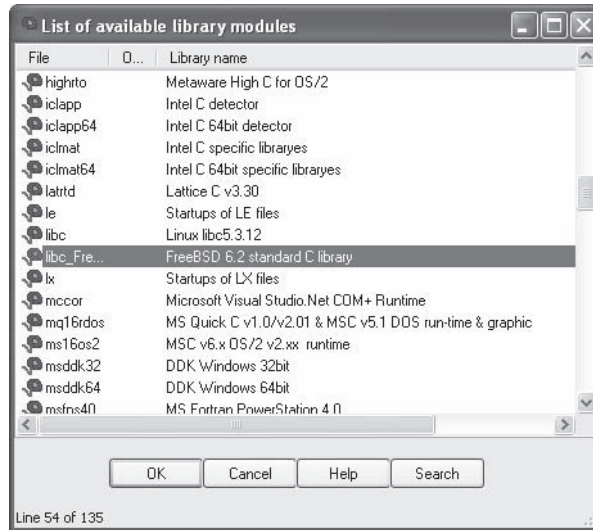 List of available library modules
File O... Library name
highrto Metaware High C for OS/2
iclapp Intel C detector
iclapp64 Intel C 64bit detector
iclmat Intel C specific libraryes
iclmat64 Intel C 64bit specific libraryes
latrtd Lattice C v3.30
le Startups of LE files
libc Linux libc5.3.12
libc_Fre... FreeBSD 6.2 standard C library
lx Startups of LX files
mccor Microsoft Visual Studio.Net COM+ Runtime
mq16rdos MS Quick C v1.0/v2.01 & MSC v5.1 DOS run-time & graphic
ms16os2 MSC v6.x OS/2 v2.xx runtime
msddk32 DDK Windows 32bit
msddk64 DDK Windows 64bit
msfps40 MS Fortran PowerStation 4.0
OK Cancel Help Search
Line 54 of 135